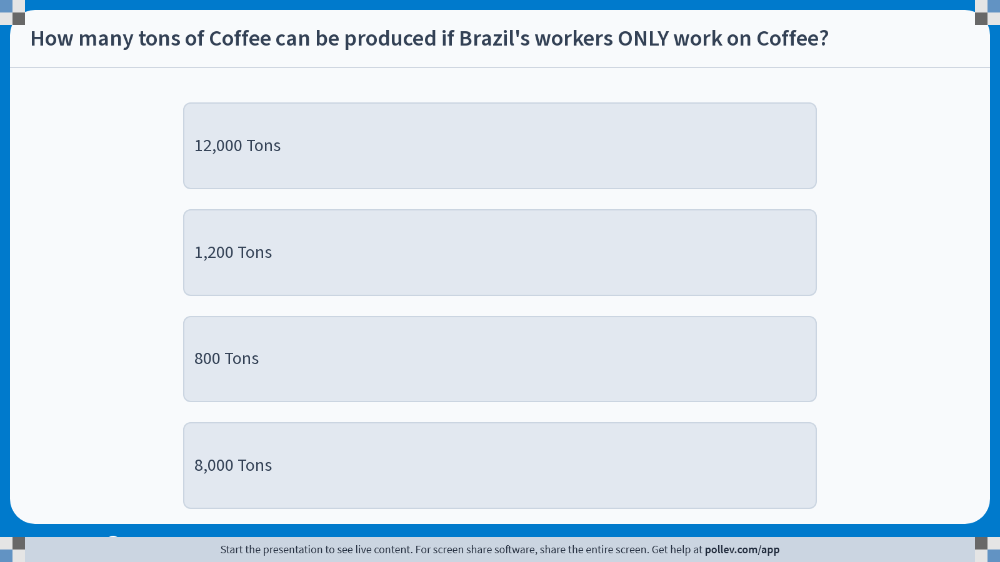 How many tons of Coffee can be produced if Brazil's workers ONLY work on Coffee?
12,000 Tons
1,200 Tons
800 Tons
8,000 Tons
Start the presentation to see live content. For screen share software, share the entire screen. Get help at pollev.com/app